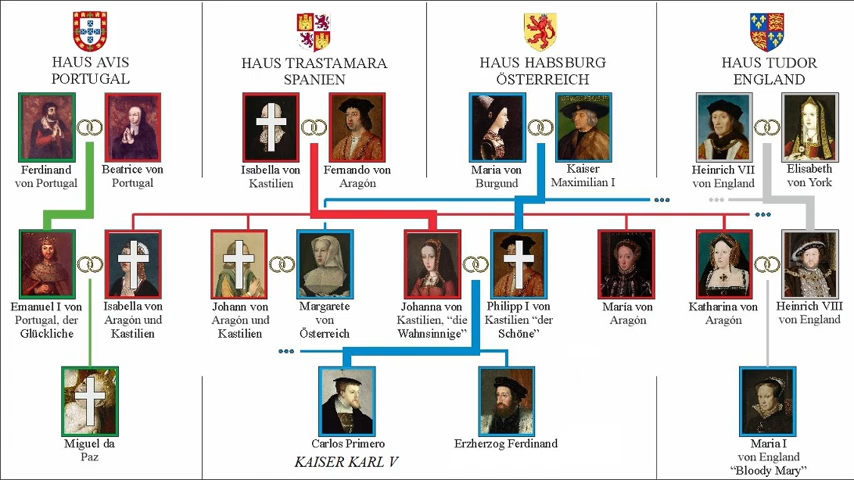 HAUS AVIS
PORTUGAL
HAUS TRASTAMARA
SPANIEN
HAUS HABSBURG
ÖSTERREICH
HAUS TUDOR
ENGLAND
Ferdinand
von Portugal
Beatrice von
Portugal
Isabella von
Kastilien
Fernando von
Aragón
Maria von
Burgund
Kaiser
Maximilian I
Heinrich VII
von England
Elisabeth
von York
Emanuel I von
Portugal, der
Glückliche
Isabella von
Aragón und
Kastilien
Johann von
Aragón und
Kastilien
Margarete
von
Österreich
Johanna von
Kastilien, “die
Wahnsinnige”
Philipp I von
Kastilien “der
Schöne”
Maria von
Aragón
Katharina von
Aragón
Heinrich VIII
von England
Miguel da
Paz
Carlos Primero
KAISER KARL V
Erzherzog Ferdinand
Maria I
von England
“Bloody Mary”